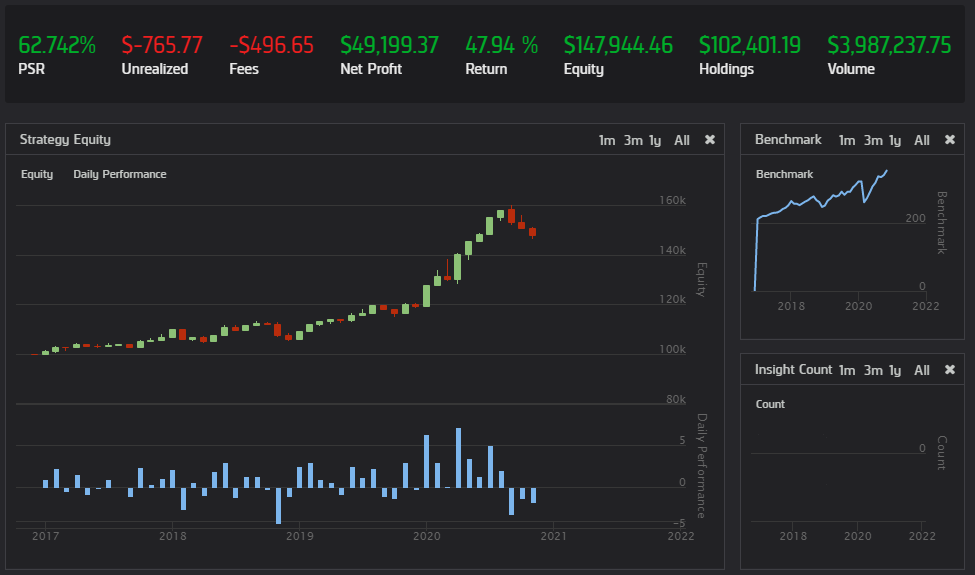 62.742% $-765.77 -$496.65 $49,199.37 47.94 % $147,944.46 $102,401.19 $3,987,237.75
PSR Unrealized Fees Net Profit Return Equity Holdings Volume
Strategy Equity 1m 3m 1y All ✖
Equity Daily Performance
160k
140k
120k
100k
80k
Equity
5
0
-5
Daily Performance
2017 2018 2019 2020 2021 2022
Benchmark 1m 3m 1y All ✖
Benchmark
200
0
Benchmark
2018 2020 2022
Insight Count 1m 3m 1y All ✖
Count
0
Count
2018 2020 2022